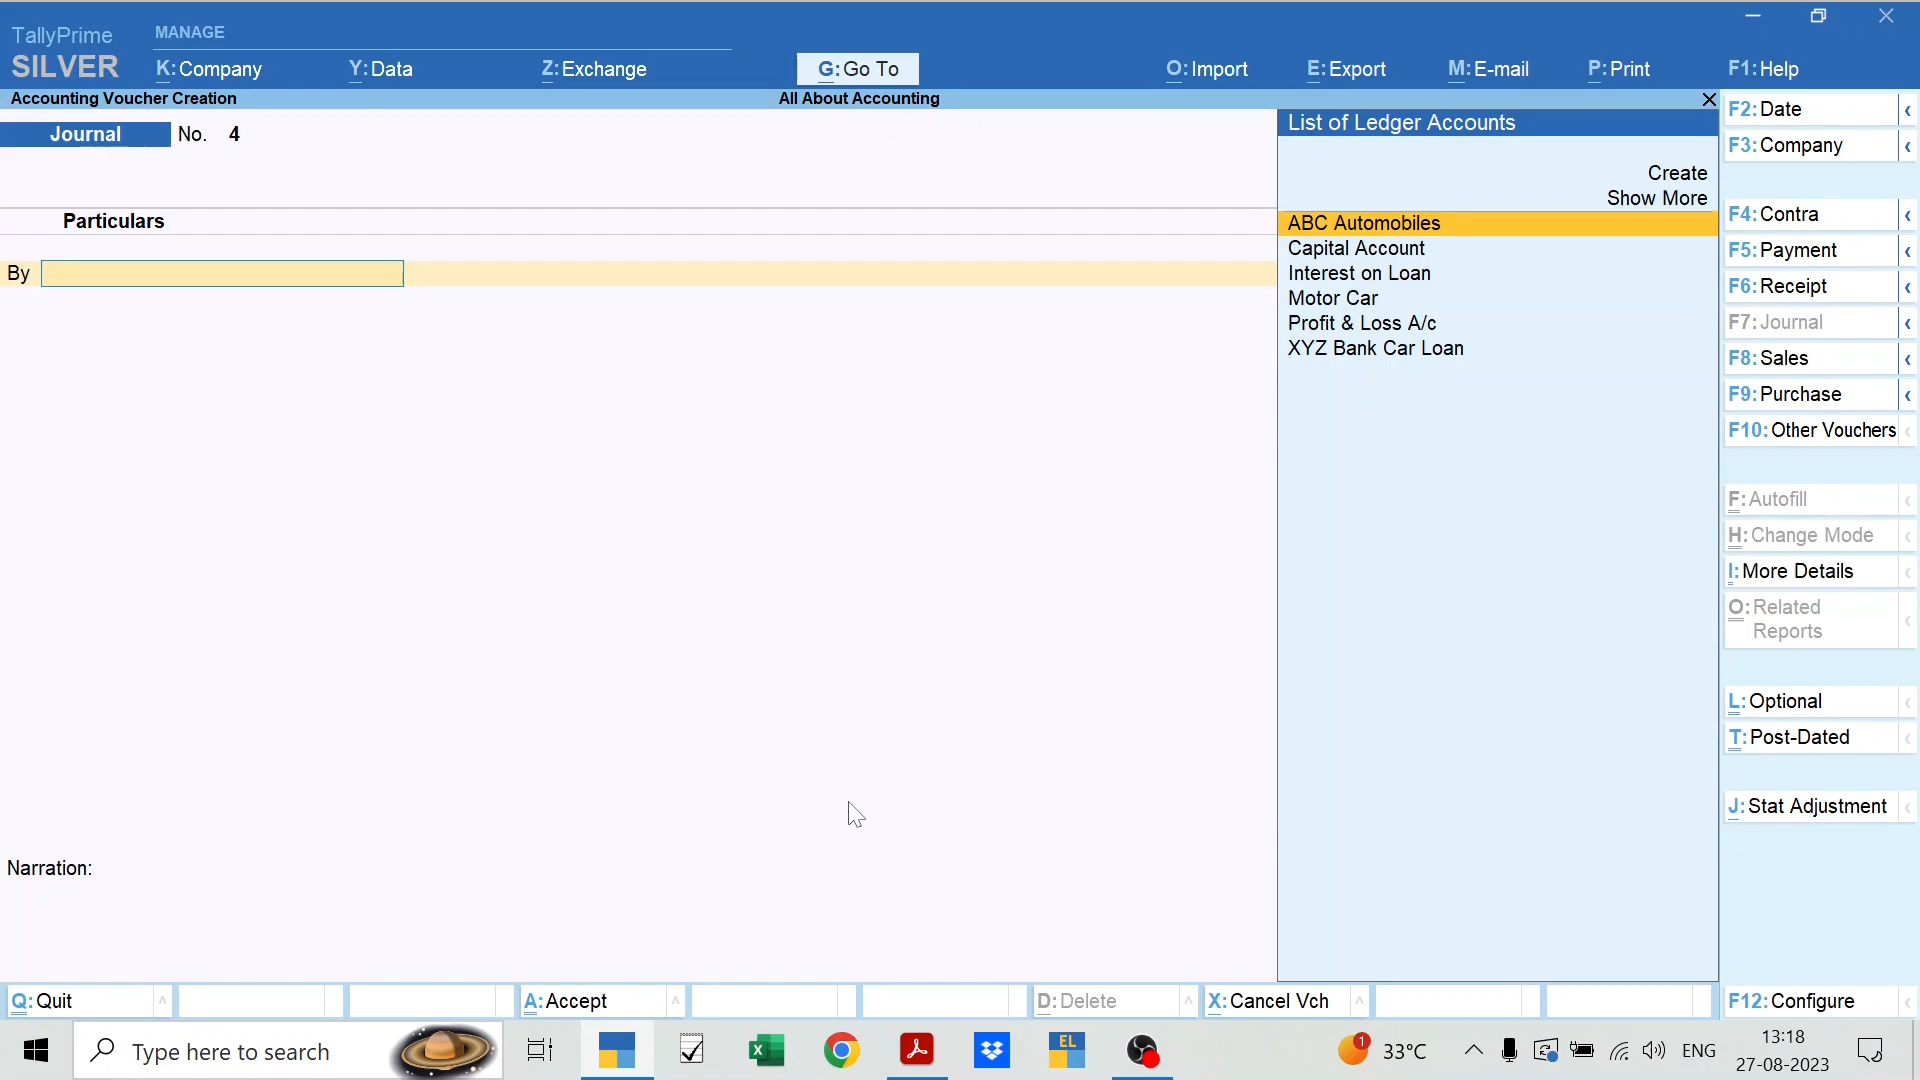 TallyPrime
SILVER
MANAGE
K: Company
Y: Data
Z: Exchange
G: Go To
O: Import
E: Export
M: E-mail
P: Print
F1: Help
Accounting Voucher Creation
All About Accounting
Journal No. 4
Particulars
By
Narration:
List of Ledger Accounts
Create
Show More
ABC Automobiles
Capital Account
Interest on Loan
Motor Car
Profit & Loss A/c
XYZ Bank Car Loan
F2: Date
F3: Company
F4: Contra
F5: Payment
F6: Receipt
F7: Journal
F8: Sales
F9: Purchase
F10: Other Vouchers
F: Autofill
H: Change Mode
I: More Details
O: Related
Reports
L: Optional
T: Post-Dated
J: Stat Adjustment
Q: Quit
A: Accept
D: Delete
X: Cancel Vch
F12: Configure
Type here to search
EL
1
33°C
ENG
13:18
27-08-2023